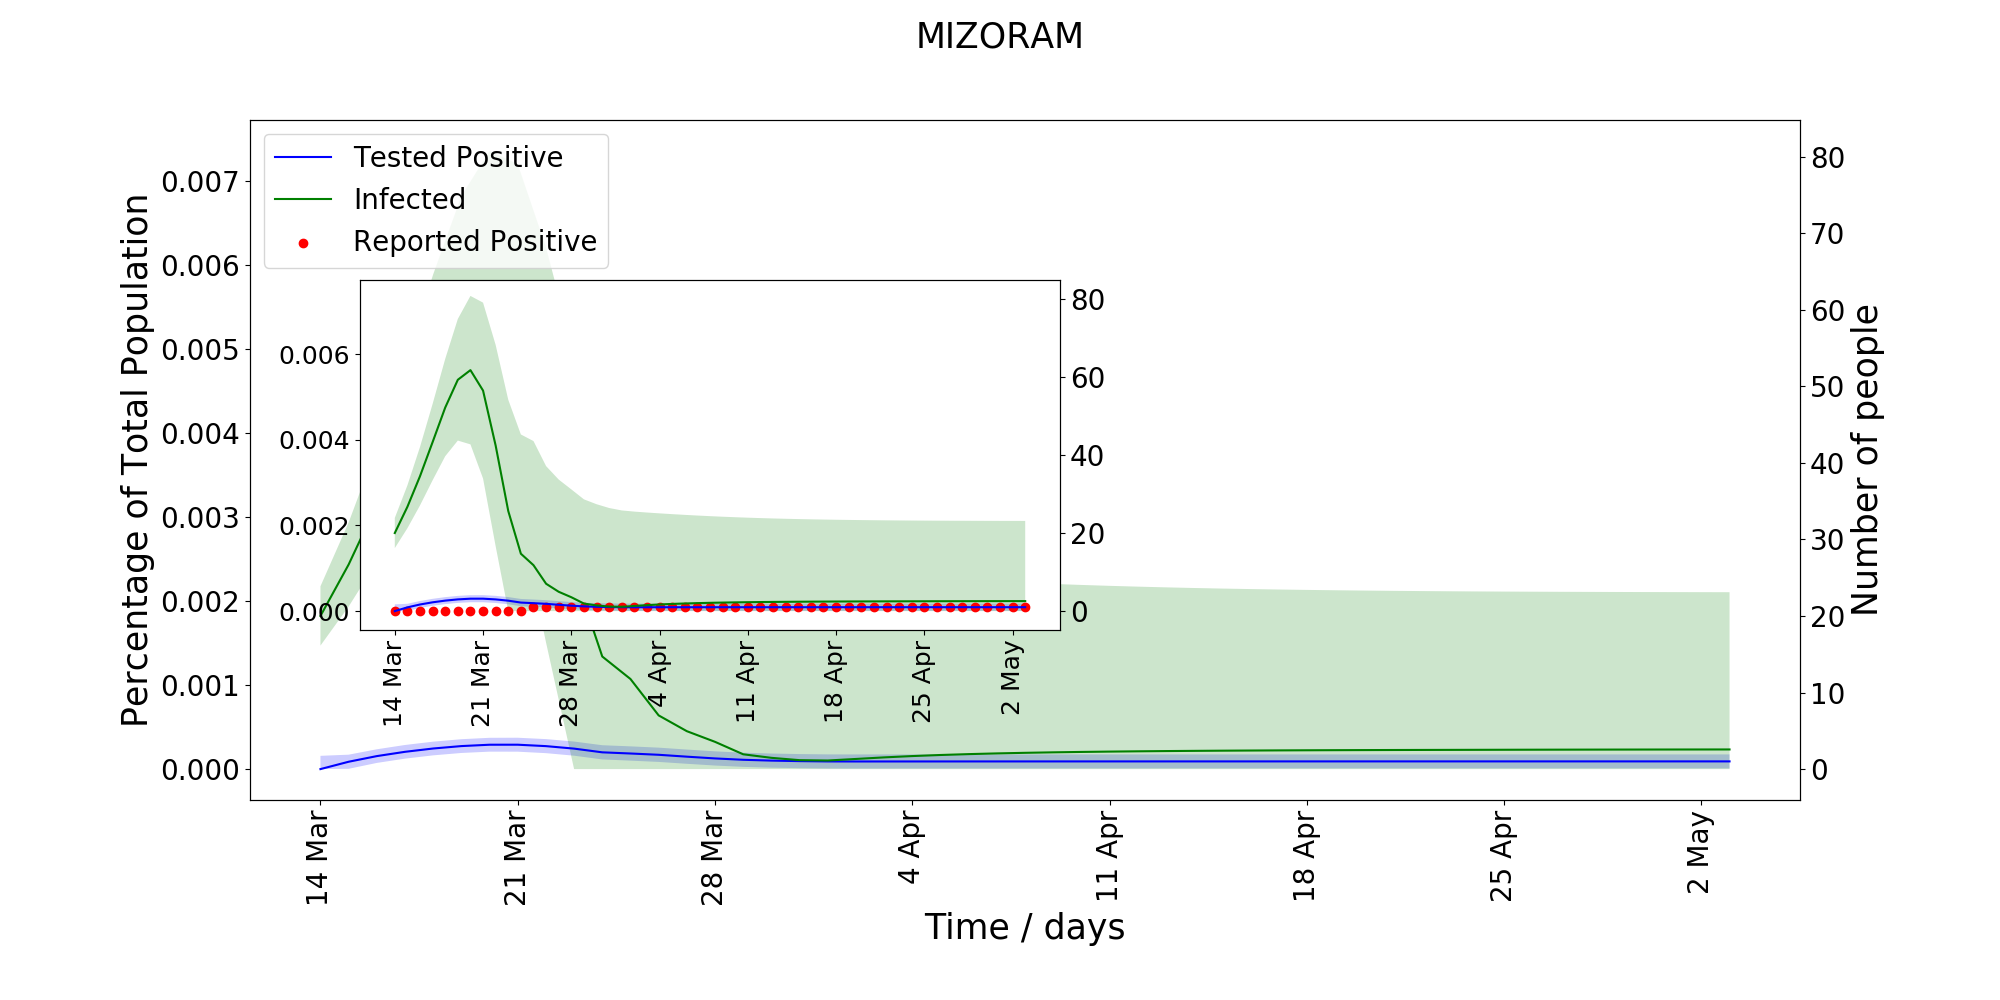 MIZORAM
Tested Positive
Infected
Reported Positive
Percentage of Total Population
0.007
0.006
0.005
0.004
0.003
0.002
0.001
0.000
0.006
0.004
0.002
0.000
80
60
40
20
0
14 Mar
21 Mar
28 Mar
4 Apr
11 Apr
18 Apr
25 Apr
2 May
80
70
60
50
40
30
20
10
0
Number of people
14 Mar
21 Mar
28 Mar
4 Apr
11 Apr
18 Apr
25 Apr
2 May
Time / days